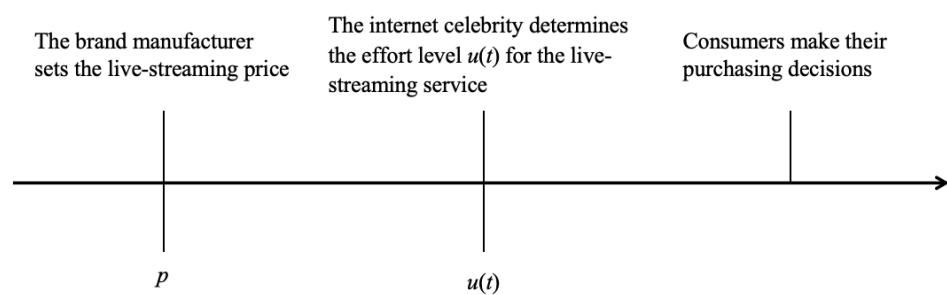 The brand manufacturer
sets the live-streaming price
The internet celebrity determines
the effort level u(t) for the live-
streaming service
Consumers make their
purchasing decisions
p
u(t)